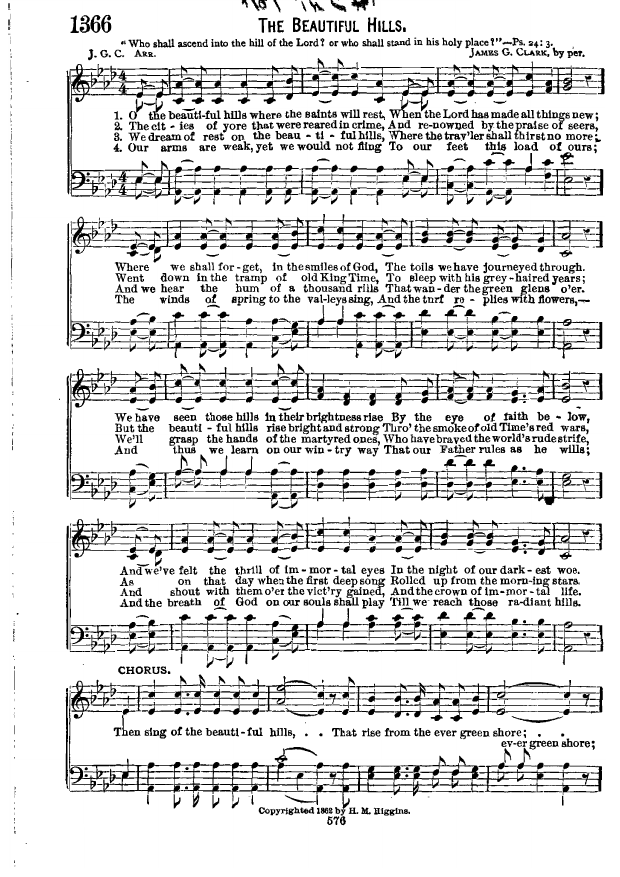 1366
THE BEAUTIFUL HILLS.
"Who shall ascend into the hill of the Lord? or who shall stand in his holy place?"—Ps. 24: 3.
J. G. C. ARR.
JAMES G. CLARK, by per.
4
4
1. O the beauti-ful hills where the saints will rest, When the Lord has made all things new;
2. The cit - ies of yore that were reared in crime, And re-nowned by the praise of seers,
3. We dream of rest on the beau - ti - ful hills, Where the trav'ler shall thirst no more;
4. Our arms are weak, yet we would not fling To our feet this load of ours;
4
4
Where we shall for-get, in the smiles of God, The toils we have journeyed through.
Went down in the tramp of old King Time, To sleep with his grey-haired years;
And we hear the hum of a thousand rills That wan-der the green glens o'er.
The winds of spring to the val-leys sing, And the turf re - plies with flowers,—
We have seen those hills in their brightness rise By the eye of faith be - low,
But the beauti - ful hills rise bright and strong Thro' the smoke of old Time's red wars,
We'll grasp the hands of the martyred ones, Who have braved the world's rude strife,
And thus we learn on our win-try way That our Father rules as he wills;
And we've felt the thrill of im-mor-tal eyes In the night of our dark-est woe.
As on that day when the first deep song Rolled up from the morn-ing stars.
And shout with them o'er the vict'ry gained, And the crown of im-mor-tal life.
And the breath of God on our souls shall play Till we reach those ra-diant hills.
CHORUS.
Then sing of the beauti-ful hills, . . That rise from the ever green shore; . .
ev-er green shore;
Copyrighted 1862 by H. M. Higgins.
576